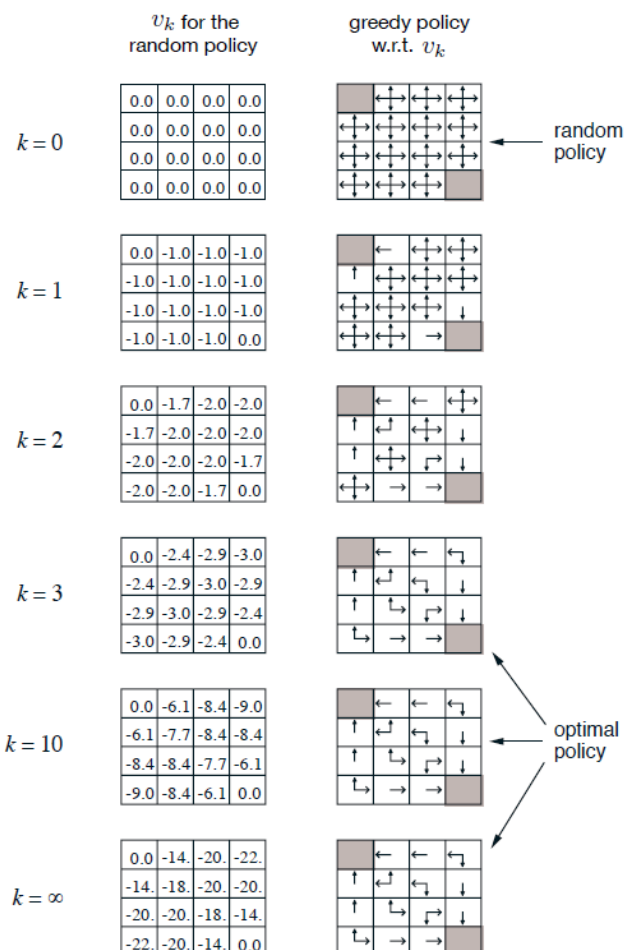 v_k for the
random policy
greedy policy
w.r.t. v_k
k = 0
0.0 0.0 0.0 0.0
0.0 0.0 0.0 0.0
0.0 0.0 0.0 0.0
0.0 0.0 0.0 0.0
random
policy
k = 1
0.0 -1.0 -1.0 -1.0
-1.0 -1.0 -1.0 -1.0
-1.0 -1.0 -1.0 -1.0
-1.0 -1.0 -1.0 0.0
k = 2
0.0 -1.7 -2.0 -2.0
-1.7 -2.0 -2.0 -2.0
-2.0 -2.0 -2.0 -1.7
-2.0 -2.0 -1.7 0.0
k = 3
0.0 -2.4 -2.9 -3.0
-2.4 -2.9 -3.0 -2.9
-2.9 -3.0 -2.9 -2.4
-3.0 -2.9 -2.4 0.0
k = 10
0.0 -6.1 -8.4 -9.0
-6.1 -7.7 -8.4 -8.4
-8.4 -8.4 -7.7 -6.1
-9.0 -8.4 -6.1 0.0
optimal
policy
k = ∞
0.0 -14. -20. -22.
-14. -18. -20. -20.
-20. -20. -18. -14.
-22. -20. -14. 0.0